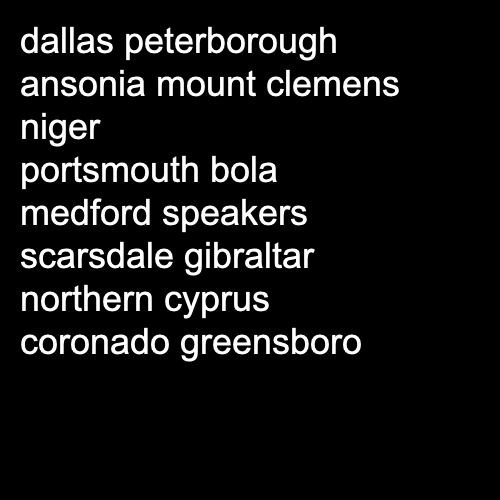 dallas peterborough
ansonia mount clemens
niger
portsmouth bola
medford speakers
scarsdale gibraltar
northern cyprus
coronado greensboro